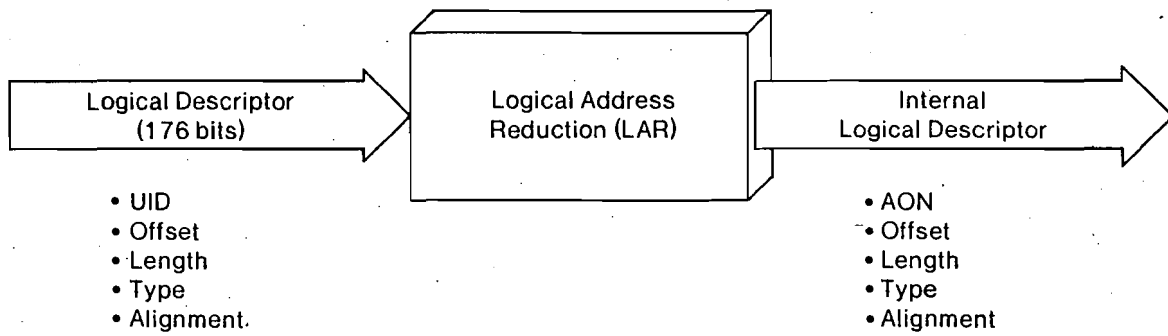 Logical Descriptor
(176 bits)
Logical Address
Reduction (LAR)
Internal
Logical Descriptor
• UID
• Offset
• Length
• Type
• Alignment
• AON
• Offset
• Length
• Type
• Alignment